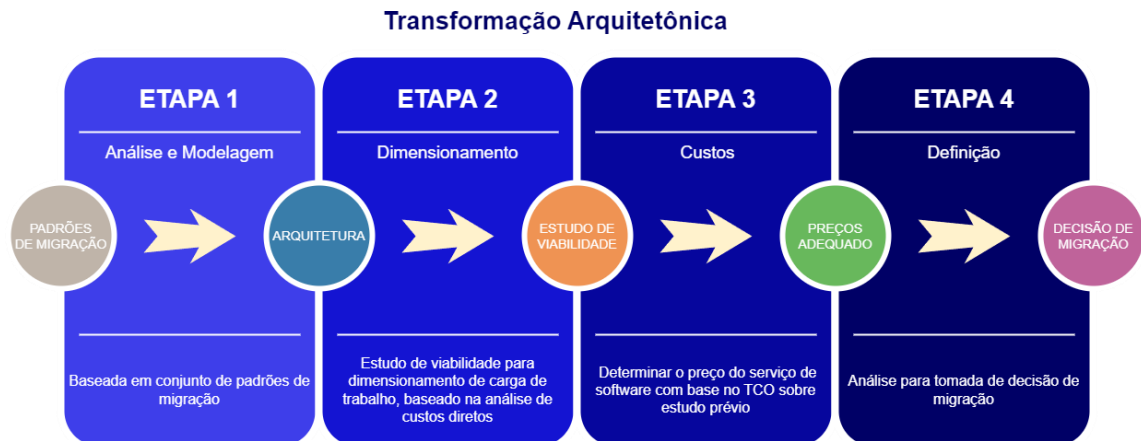 Transformação Arquitetônica
ETAPA 1
Análise e Modelagem
ETAPA 2
Dimensionamento
ETAPA 3
Custos
ETAPA 4
Definição
PADRÕES
DE MIGRAÇÃO
ARQUITETURA
ESTUDO DE
VIABILIDADE
PREÇOS
ADEQUADO
DECISÃO DE
MIGRAÇÃO
Baseada em conjunto de padrões de
migração
Estudo de viabilidade para
dimensionamento de carga de
trabalho, baseado na análise de
custos diretos
Determinar o preço do serviço de
software com base no TCO sobre
estudo prévio
Análise para tomada de decisão de
migração